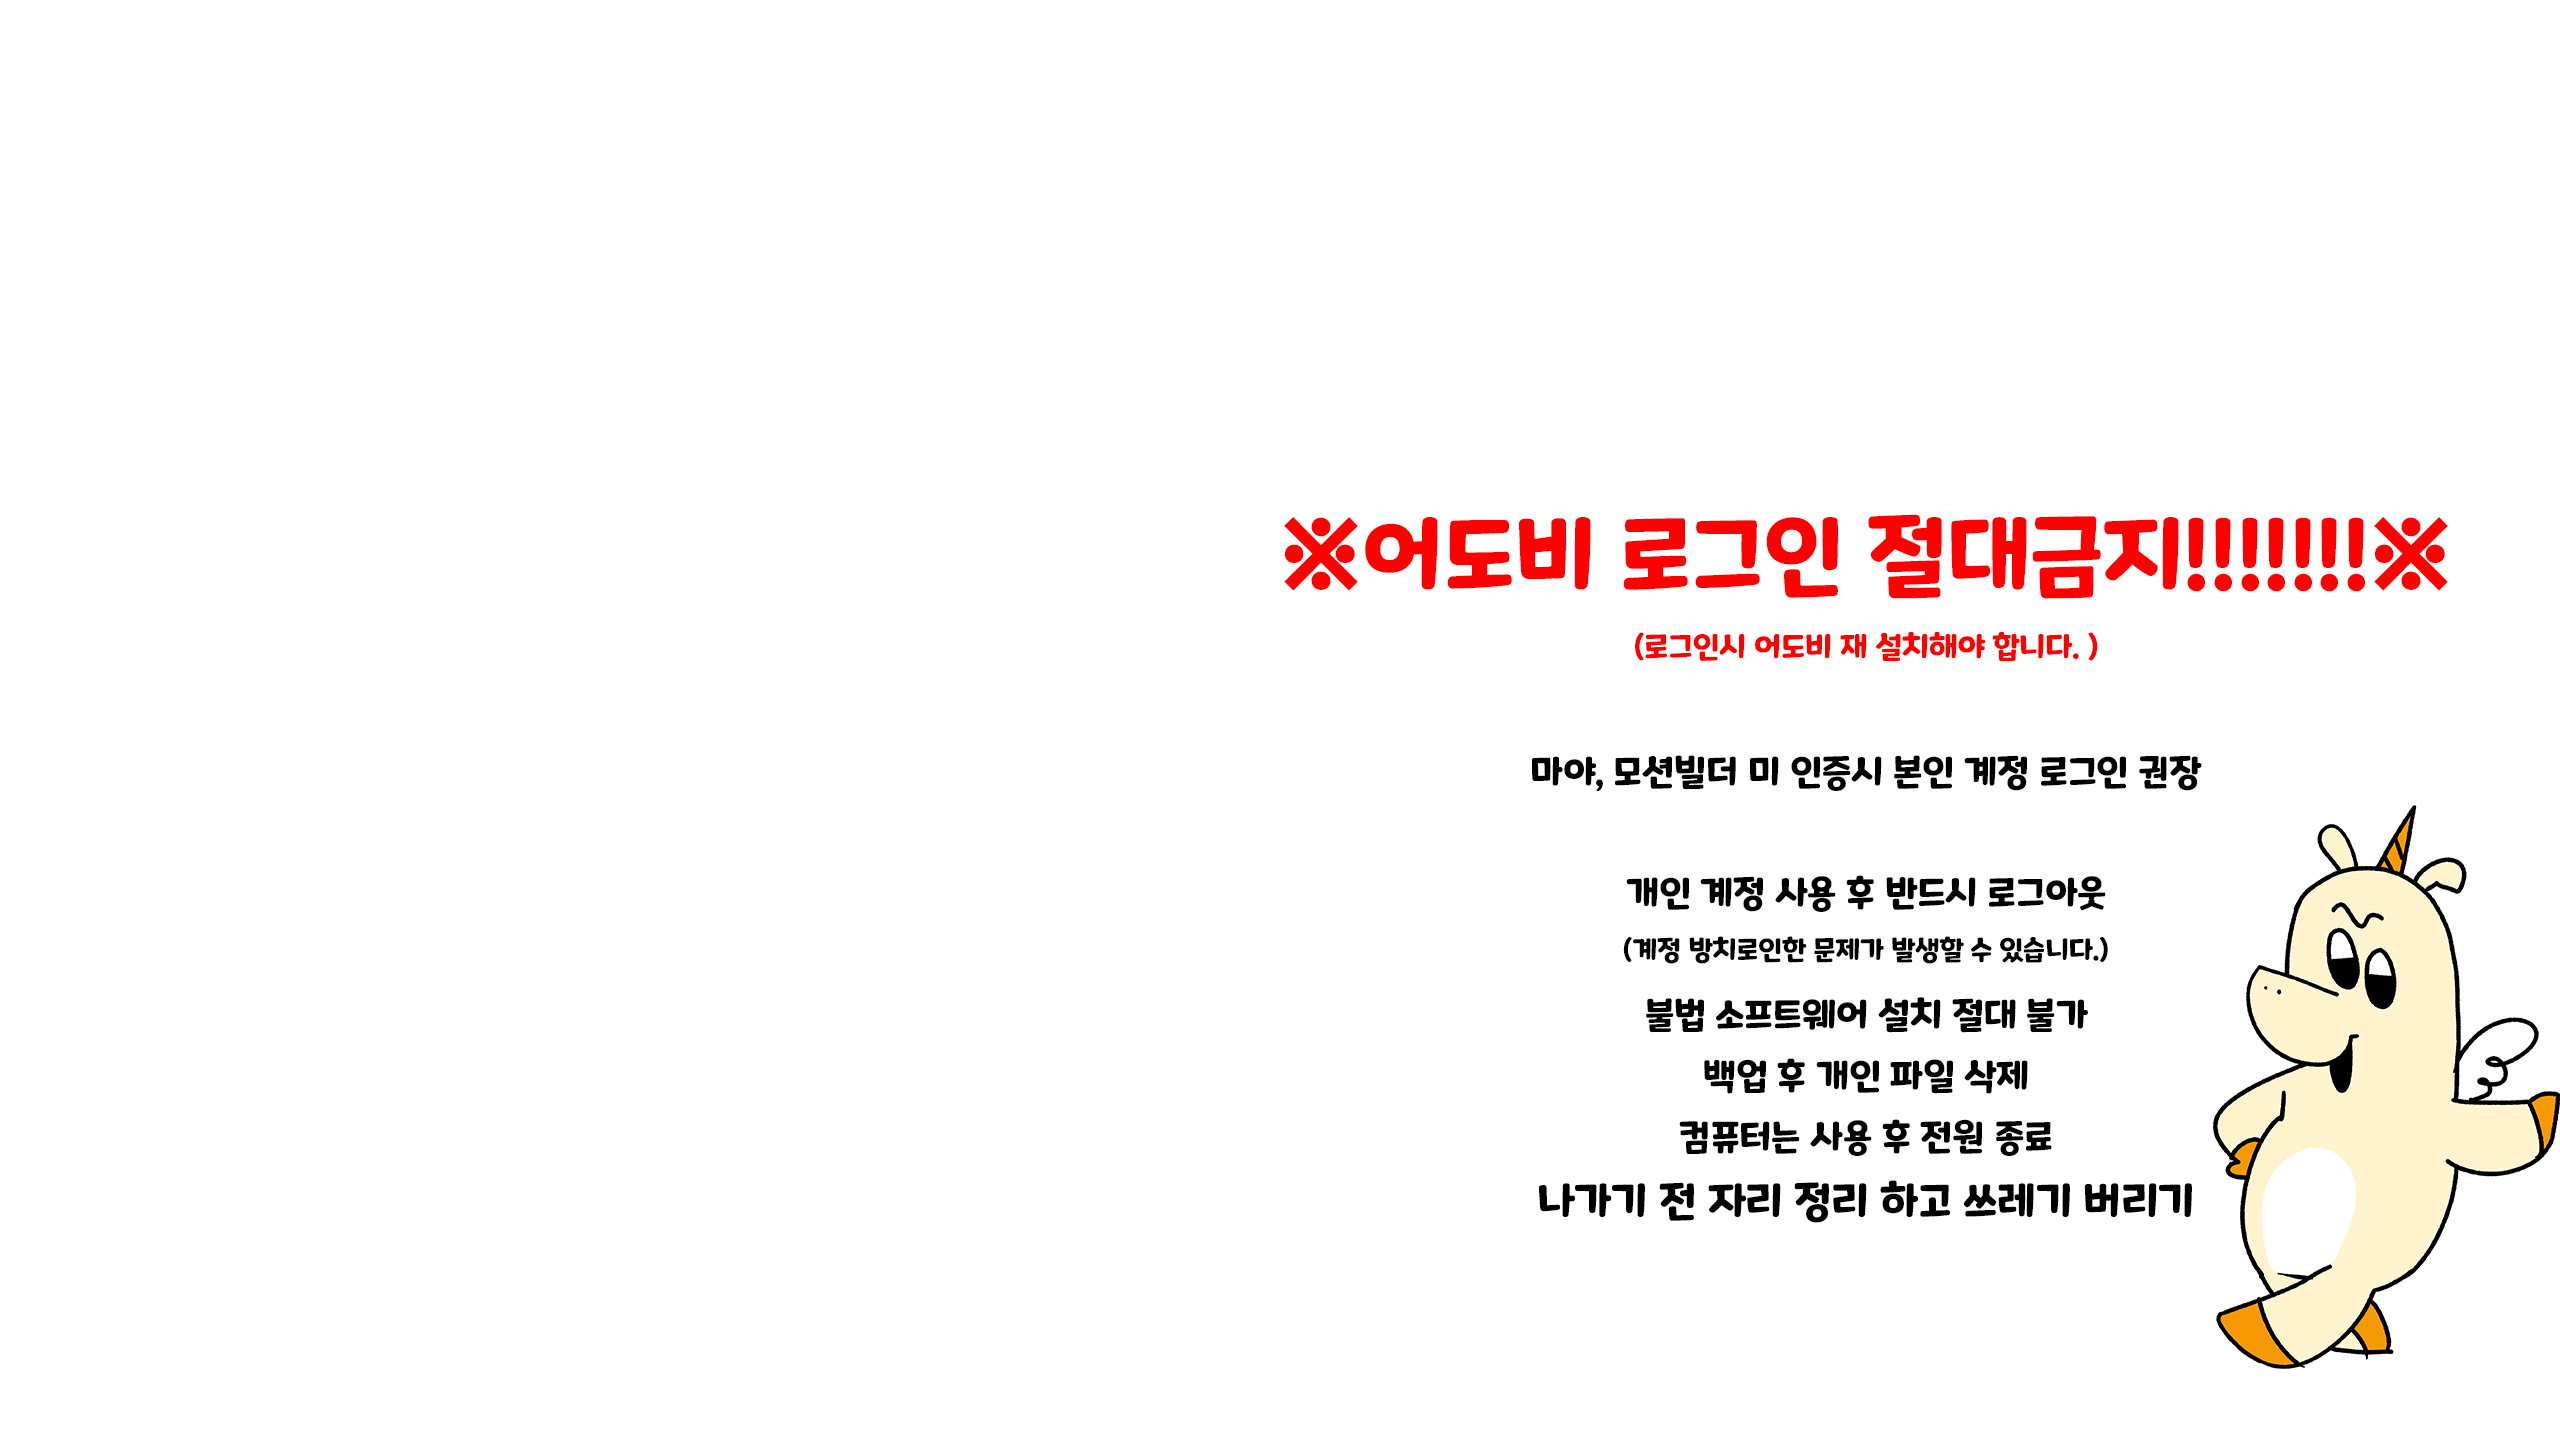 ※어도비 로그인 절대금지!!!!!!!※
(로그인시 어도비 재 설치해야 합니다. )
마야, 모션빌더 미 인증시 본인 계정 로그인 권장
개인 계정 사용 후 반드시 로그아웃
(계정 방치로인한 문제가 발생할 수 있습니다.)
불법 소프트웨어 설치 절대 불가
백업 후 개인 파일 삭제
컴퓨터는 사용 후 전원 종료
나가기 전 자리 정리 하고 쓰레기 버리기